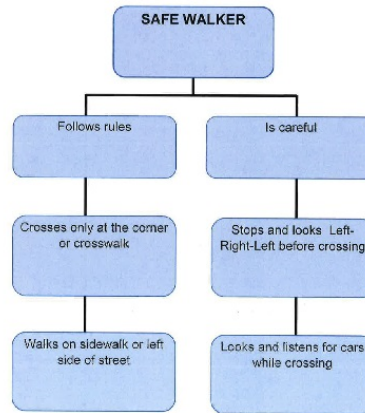 SAFE WALKER
Follows rules
Is careful
Crosses only at the corner
or crosswalk
Stops and looks Left-
Right-Left before crossing
Walks on sidewalk or left
side of street
Looks and listens for cars
while crossing